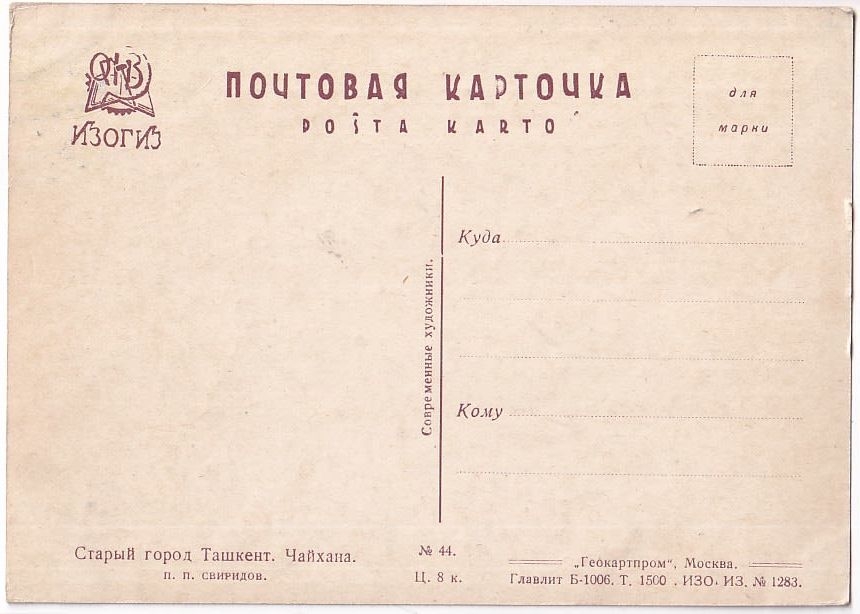 ОГИЗ
ИЗОГИЗ
ПОЧТОВАЯ КАРТОЧКА
POŜTA KARTO
для
марки
Куда
Кому
Современные художники.
Старый город Ташкент. Чайхана.
П. П. СВИРИДОВ.
№ 44.
Ц. 8 к.
„Геокартпром“, Москва.
Главлит Б-1006. Т. 1500 . ИЗО. ИЗ. № 1283.